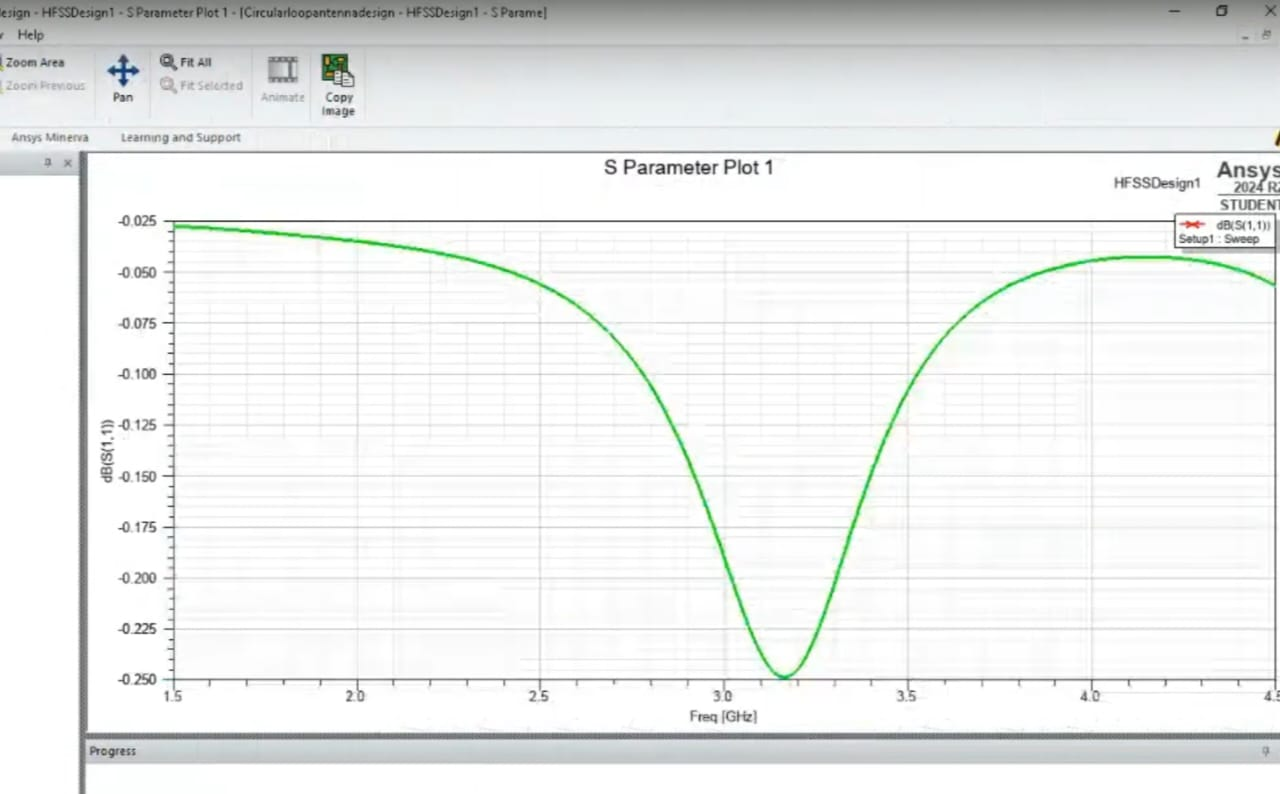 esign - HFSSDesign1 - S Parameter Plot 1 - [Circularloopantennadesign - HFSSDesign1 - S Parame]
Help
Zoom Area
Zoom Previous
Pan
Fit All
Fit Selected
Animate
Copy
Image
Ansys Minerva
Learning and Support
S Parameter Plot 1
HFSSDesign1
Ansys
2024 R2
STUDENT
dB(S(1,1))
Setup1 : Sweep
-0.025
-0.050
-0.075
-0.100
-0.125
-0.150
-0.175
-0.200
-0.225
-0.250
dB(S(1,1))
1.5
2.0
2.5
3.0
3.5
4.0
4.5
Freq [GHz]
Progress